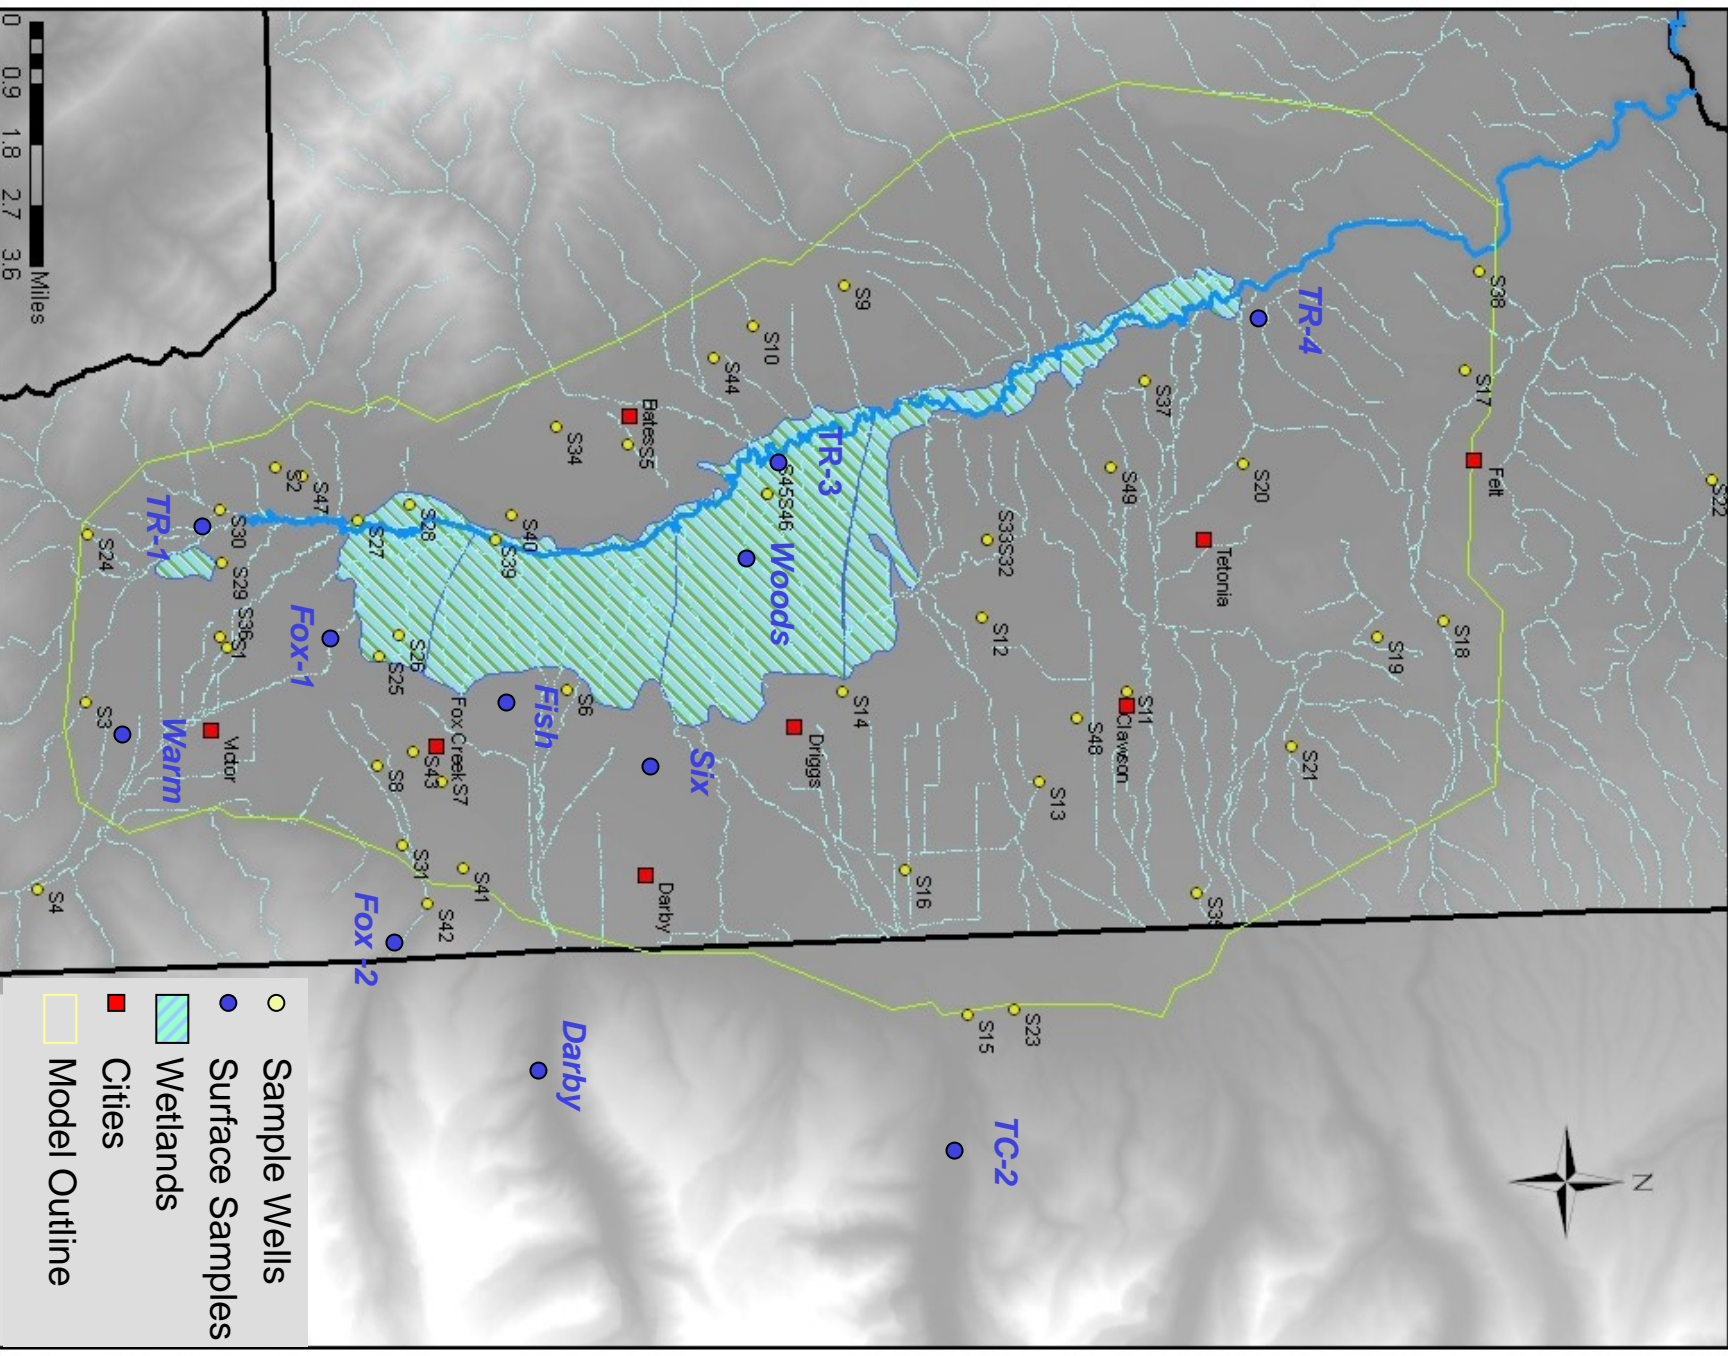 S22
N
S38
Felt
S17
S18
S19
TR-4
S21
S20
Tetonia
S37
S11
S49
Clawson
S48
S13
S23
S33S32
TC-2
S12
S15
S16
S9
S14
TR-3
Driggs
S45S46
Woods
S10
S44
Six
Darby
Bates S5
S6
S34
Darby
Fish
S40
S39
S41
Fox Creek S7
S42
S43
S28
S31
S26
S25
S8
S27
Fox -2
S47
Fox-1
S2
S36
S30
S1
S29
Victor
Warm
TR-1
S24
S3
S4
Sample Wells
Surface Samples
Wetlands
Cities
Model Outline
Miles
0 0.9 1.8 2.7 3.6